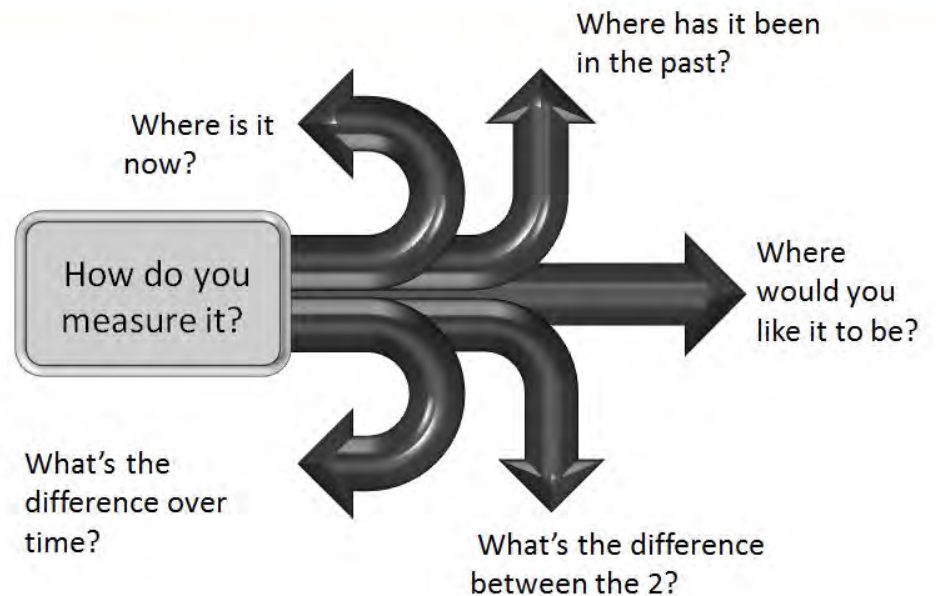 Where has it been
in the past?
Where is it
now?
How do you
measure it?
Where
would you
like it to be?
What's the
difference over
time?
What's the difference
between the 2?